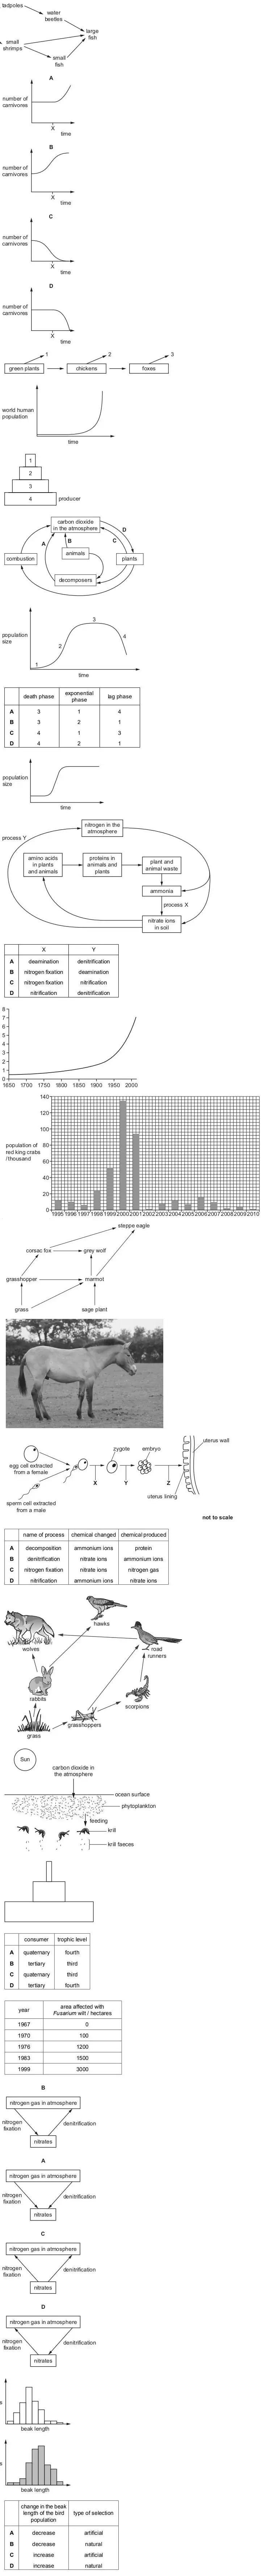 tadpoles
water
beetles
large
fish
small
shrimps
small
fish
A
number of
carnivores
X
time
B
number of
carnivores
X
time
C
number of
carnivores
X
time
D
number of
carnivores
X
time
1 2 3
green plants chickens foxes
world human
population
time
1
2
3
4 producer
carbon dioxide
in the atmosphere
D
A B C
combustion animals plants
decomposers
population
size
3
2 4
1
time
death phase exponential phase lag phase
A 3 1 4
B 3 2 1
C 4 1 3
D 4 2 1
population
size
time
nitrogen in the
atmosphere
process Y
amino acids
in plants
and animals
proteins in
animals and
plants
plant and
animal waste
ammonia
process X
nitrate ions
in soil
X Y
A deamination denitrification
B nitrogen fixation deamination
C nitrogen fixation nitrification
D nitrification denitrification
8
7
6
5
4
3
2
1
0
1650 1700 1750 1800 1850 1900 1950 2000
140
120
100
80
60
40
20
0
population of
red king crabs
/thousand
1995 1996 1997 1998 1999 2000 2001 2002 2003 2004 2005 2006 2007 2008 2009 2010
steppe eagle
corsac fox grey wolf
grasshopper marmot
grass sage plant
egg cell extracted
from a female
sperm cell extracted
from a male
zygote embryo
X Y Z
uterus wall
uterus lining
not to scale
name of process chemical changed chemical produced
A decomposition ammonium ions protein
B denitrification nitrate ions ammonium ions
C nitrogen fixation nitrate ions nitrogen gas
D nitrification ammonium ions nitrate ions
hawks
wolves
road
runners
rabbits
scorpions
grasshoppers
grass
Sun
carbon dioxide in
the atmosphere
ocean surface
phytoplankton
feeding
krill
krill faeces
consumer trophic level
A quaternary fourth
B tertiary third
C quaternary third
D tertiary fourth
year area affected with
Fusarium wilt / hectares
1967 0
1970 100
1976 1200
1983 1500
1999 3000
B
nitrogen gas in atmosphere
nitrogen
fixation
denitrification
nitrates
A
nitrogen gas in atmosphere
nitrogen
fixation
denitrification
nitrates
C
nitrogen gas in atmosphere
nitrogen
fixation
denitrification
nitrates
D
nitrogen gas in atmosphere
nitrogen
fixation
denitrification
nitrates
s
beak length
s
beak length
change in the beak
length of the bird
population
type of selection
A decrease artificial
B decrease natural
C increase artificial
D increase natural